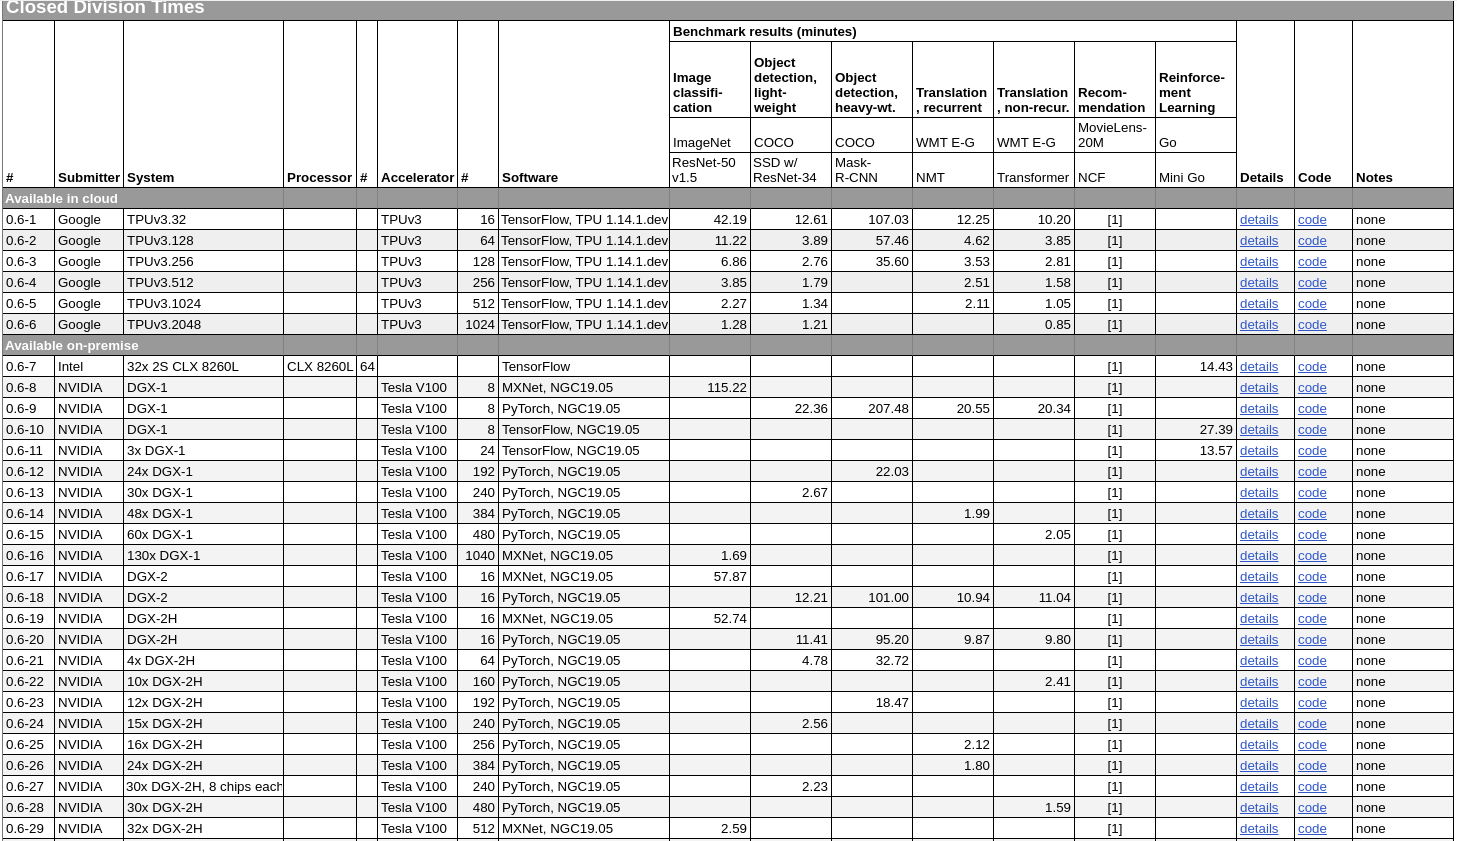 Closed Division Times
Benchmark results (minutes)
# Submitter System Processor # Accelerator # Software Image classifi-cation Object detection, light-weight Object detection, heavy-wt. Translation, recurrent Translation, non-recur. Recom-mendation Reinforce-ment Learning Details Code Notes
ImageNet COCO COCO WMT E-G WMT E-G MovieLens-20M Go
ResNet-50 v1.5 SSD w/ ResNet-34 Mask-R-CNN NMT Transformer NCF Mini Go
Available in cloud
0.6-1 Google TPUv3.32 TPUv3 16 TensorFlow, TPU 1.14.1.dev 42.19 12.61 107.03 12.25 10.20 [1] details code none
0.6-2 Google TPUv3.128 TPUv3 64 TensorFlow, TPU 1.14.1.dev 11.22 3.89 57.46 4.62 3.85 [1] details code none
0.6-3 Google TPUv3.256 TPUv3 128 TensorFlow, TPU 1.14.1.dev 6.86 2.76 35.60 3.53 2.81 [1] details code none
0.6-4 Google TPUv3.512 TPUv3 256 TensorFlow, TPU 1.14.1.dev 3.85 1.79 2.51 1.58 [1] details code none
0.6-5 Google TPUv3.1024 TPUv3 512 TensorFlow, TPU 1.14.1.dev 2.27 1.34 2.11 1.05 [1] details code none
0.6-6 Google TPUv3.2048 TPUv3 1024 TensorFlow, TPU 1.14.1.dev 1.28 1.21 0.85 [1] details code none
Available on-premise
0.6-7 Intel 32x 2S CLX 8260L CLX 8260L 64 TensorFlow [1] 14.43 details code none
0.6-8 NVIDIA DGX-1 Tesla V100 8 MXNet, NGC19.05 115.22 [1] details code none
0.6-9 NVIDIA DGX-1 Tesla V100 8 PyTorch, NGC19.05 22.36 207.48 20.55 20.34 [1] details code none
0.6-10 NVIDIA DGX-1 Tesla V100 8 TensorFlow, NGC19.05 [1] 27.39 details code none
0.6-11 NVIDIA 3x DGX-1 Tesla V100 24 TensorFlow, NGC19.05 [1] 13.57 details code none
0.6-12 NVIDIA 24x DGX-1 Tesla V100 192 PyTorch, NGC19.05 22.03 [1] details code none
0.6-13 NVIDIA 30x DGX-1 Tesla V100 240 PyTorch, NGC19.05 2.67 [1] details code none
0.6-14 NVIDIA 48x DGX-1 Tesla V100 384 PyTorch, NGC19.05 1.99 [1] details code none
0.6-15 NVIDIA 60x DGX-1 Tesla V100 480 PyTorch, NGC19.05 2.05 [1] details code none
0.6-16 NVIDIA 130x DGX-1 Tesla V100 1040 MXNet, NGC19.05 1.69 [1] details code none
0.6-17 NVIDIA DGX-2 Tesla V100 16 MXNet, NGC19.05 57.87 [1] details code none
0.6-18 NVIDIA DGX-2 Tesla V100 16 PyTorch, NGC19.05 12.21 101.00 10.94 11.04 [1] details code none
0.6-19 NVIDIA DGX-2H Tesla V100 16 MXNet, NGC19.05 52.74 [1] details code none
0.6-20 NVIDIA DGX-2H Tesla V100 16 PyTorch, NGC19.05 11.41 95.20 9.87 9.80 [1] details code none
0.6-21 NVIDIA 4x DGX-2H Tesla V100 64 PyTorch, NGC19.05 4.78 32.72 [1] details code none
0.6-22 NVIDIA 10x DGX-2H Tesla V100 160 PyTorch, NGC19.05 2.41 [1] details code none
0.6-23 NVIDIA 12x DGX-2H Tesla V100 192 PyTorch, NGC19.05 18.47 [1] details code none
0.6-24 NVIDIA 15x DGX-2H Tesla V100 240 PyTorch, NGC19.05 2.56 [1] details code none
0.6-25 NVIDIA 16x DGX-2H Tesla V100 256 PyTorch, NGC19.05 2.12 [1] details code none
0.6-26 NVIDIA 24x DGX-2H Tesla V100 384 PyTorch, NGC19.05 1.80 [1] details code none
0.6-27 NVIDIA 30x DGX-2H, 8 chips each Tesla V100 240 PyTorch, NGC19.05 2.23 [1] details code none
0.6-28 NVIDIA 30x DGX-2H Tesla V100 480 PyTorch, NGC19.05 1.59 [1] details code none
0.6-29 NVIDIA 32x DGX-2H Tesla V100 512 MXNet, NGC19.05 2.59 [1] details code none